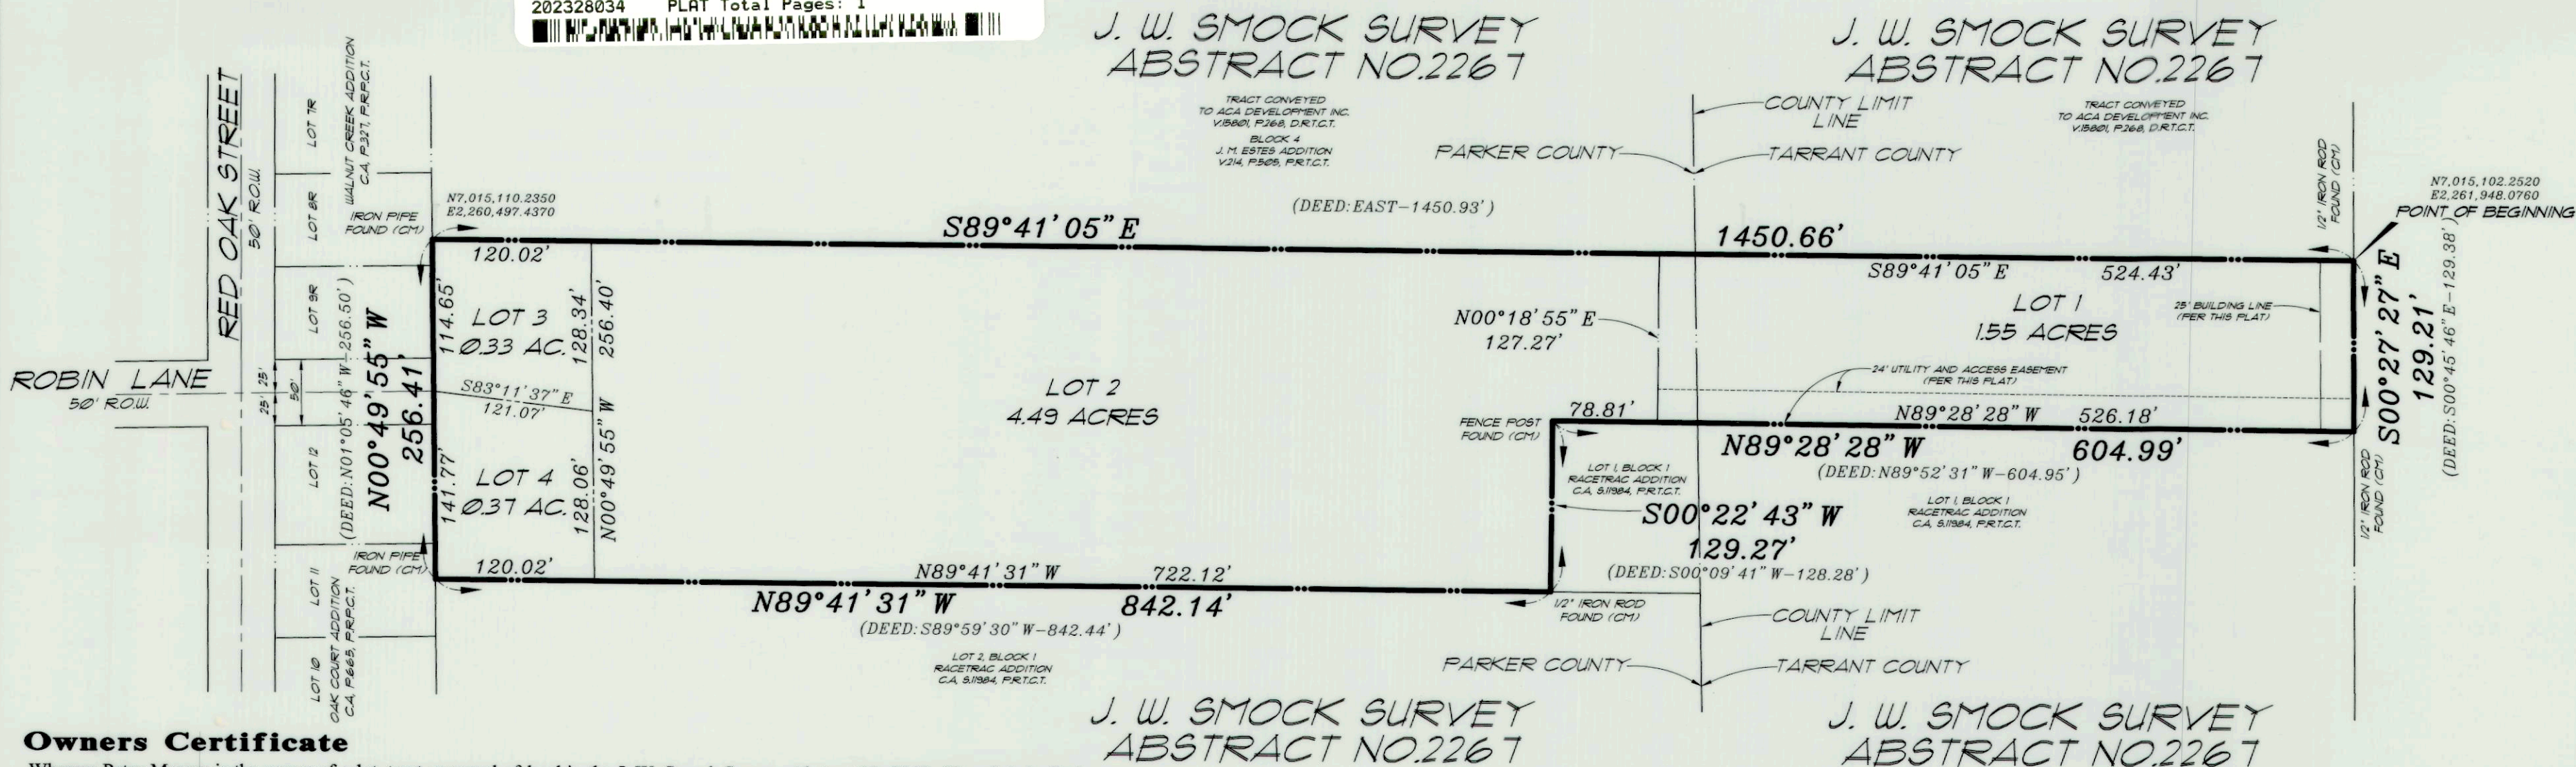 202328034 PLAT Total Pages: 1
J. W. SMOCK SURVEY
ABSTRACT NO.2267
J. W. SMOCK SURVEY
ABSTRACT NO.2267
TRACT CONVEYED
TO ACA DEVELOPMENT INC.
V.15801, P.268, D.R.T.C.T.
BLOCK 4
J. M. ESTES ADDITION
V.214, P.505, P.R.T.C.T.
COUNTY LIMIT
LINE
TRACT CONVEYED
TO ACA DEVELOPMENT INC.
V.15801, P.268, D.R.T.C.T.
PARKER COUNTY
TARRANT COUNTY
RED OAK STREET
50' R.O.W.
LOT 7R
LOT 8R
LOT 9R
WALNUT CREEK ADDITION
C.A, P.327, P.R.P.C.T.
IRON PIPE
FOUND (CM)
N7,015,110.2350
E2,260,497.4370
(DEED:EAST-1450.93')
S89°41'05" E
1450.66'
1/2" IRON ROD
FOUND (CM)
N7,015,102.2520
E2,261,948.0760
POINT OF BEGINNING
120.02'
S89°41'05" E
524.43'
LOT 3
0.33 AC.
114.65'
128.34'
256.40'
LOT 1
1.55 ACRES
25' BUILDING LINE
(PER THIS PLAT)
N00°18'55" E
127.27'
S00°27'27" E
129.21'
(DEED:S00°45'46" E-129.38')
ROBIN LANE
50' R.O.W.
25'
25'
50'
(DEED:N01°05'46" W-256.50')
N00°49'55" W
256.41'
S83°11'37" E
121.07'
LOT 2
4.49 ACRES
24' UTILITY AND ACCESS EASEMENT
(PER THIS PLAT)
78.81'
N89°28'28" W
526.18'
FENCE POST
FOUND (CM)
N89°28'28" W
604.99'
(DEED:N89°52'31" W-604.95')
LOT 12
LOT 4
0.37 AC.
141.77'
128.06'
N00°49'55" W
LOT 1, BLOCK 1
RACETRAC ADDITION
C.A, S.11984, P.R.T.C.T.
LOT 1, BLOCK 1
RACETRAC ADDITION
C.A, S.11984, P.R.T.C.T.
1/2" IRON ROD
FOUND (CM)
S00°22'43" W
129.27'
(DEED:S00°09'41" W-128.28')
IRON PIPE
FOUND (CM)
120.02'
N89°41'31" W
722.12'
N89°41'31" W
842.14'
(DEED:S89°59'30" W-842.44')
1/2" IRON ROD
FOUND (CM)
LOT 11
LOT 10
OAK COURT ADDITION
C.A, P.665, P.R.P.C.T.
LOT 2, BLOCK 1
RACETRAC ADDITION
C.A, S.11984, P.R.T.C.T.
COUNTY LIMIT
LINE
PARKER COUNTY
TARRANT COUNTY
J. W. SMOCK SURVEY
ABSTRACT NO.2267
J. W. SMOCK SURVEY
ABSTRACT NO.2267
Owners Certificate